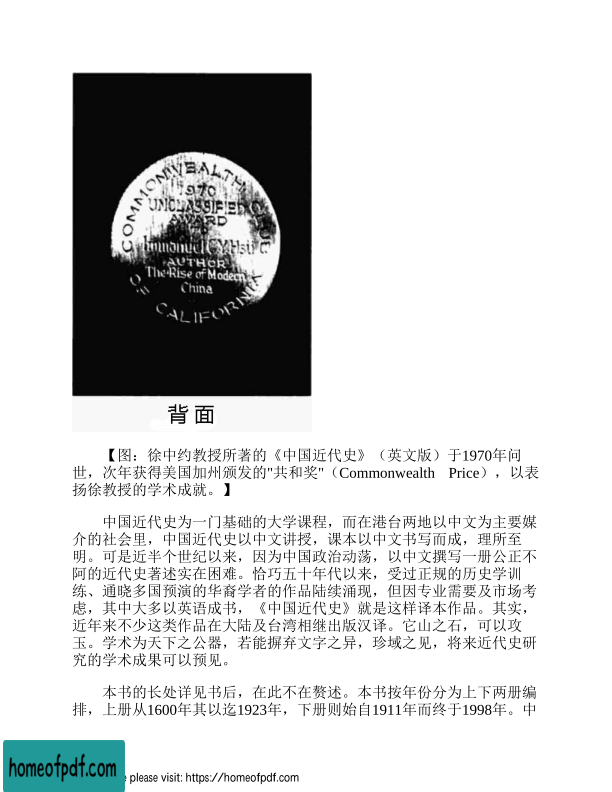 COMMONWEALTH CLUB
1970
UNCLASSIFIED
AWARD
TO
Immanuel C.Y. Hsü
AUTHOR
The Rise of Modern
China
OF CALIFORNIA
背面
【图：徐中约教授所著的《中国近代史》（英文版）于1970年问
世，次年获得美国加州颁发的"共和奖"（Commonwealth Price），以表
扬徐教授的学术成就。】
中国近代史为一门基础的大学课程，而在港台两地以中文为主要媒
介的社会里，中国近代史以中文讲授，课本以中文书写而成，理所至
明。可是近半个世纪以来，因为中国政治动荡，以中文撰写一册公正不
阿的近代史著述实在困难。恰巧五十年代以来，受过正规的历史学训
练、通晓多国预演的华裔学者的作品陆续涌现，但因专业需要及市场考
虑，其中大多以英语成书，《中国近代史》就是这样译本作品。其实，
近年来不少这类作品在大陆及台湾相继出版汉译。它山之石，可以攻
玉。学术为天下之公器，若能摒弃文字之异，珍域之见，将来近代史研
究的学术成果可以预见。
本书的长处详见书后，在此不在赘述。本书按年份分为上下两册编
排，上册从1600年其以迄1923年，下册则始自1911年而终于1998年。中
homeofpdf.com
please visit: https://homeofpdf.com